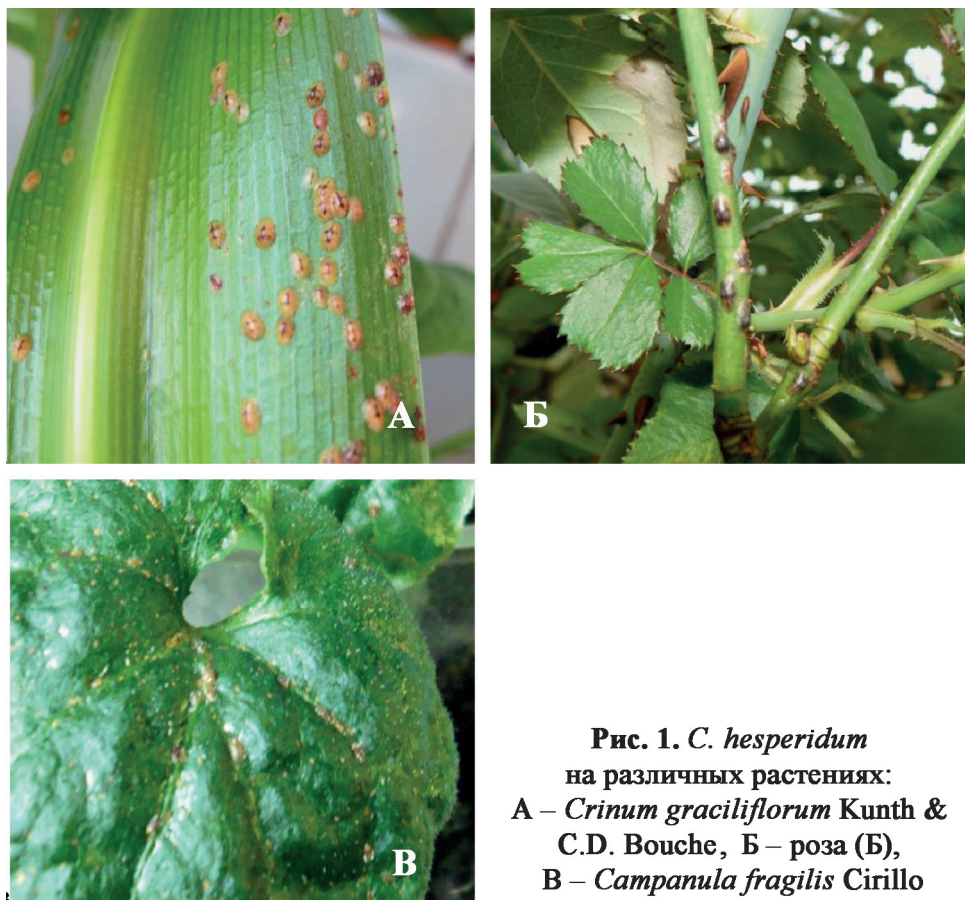 А
Б
В
Рис. 1. C. hesperidum
на различных растениях:
А – Crinum graciliflorum Kunth &
C.D. Bouche, Б – роза (Б),
В – Campanula fragilis Cirillo